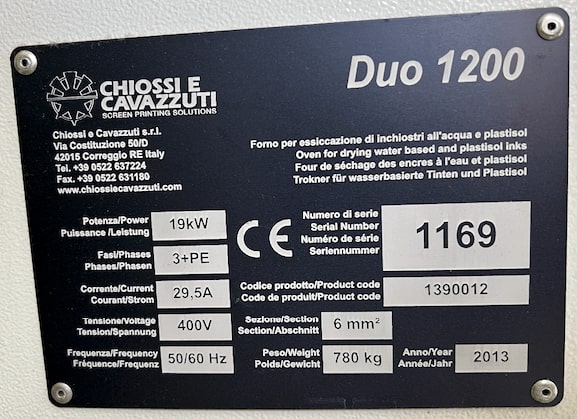 CHIOSSI E
CAVAZZUTI
SCREEN PRINTING SOLUTIONS
Duo 1200
Chiossi e Cavazzuti s.r.l.
Via Costituzione 50/D
42015 Correggio RE Italy
Tel. +39 0522 637224
Fax. +39 0522 631180
www.chiossiecavazzuti.com
Forno per essiccazione di inchiostri all'acqua e plastisol
Oven for drying water based and plastisol inks
Four de séchage des encres à l'eau et plastisol
Trokner für wasserbasierte Tinten und Plastisol
Potenza/Power
Puissance /Leistung
19kW
Fasi/Phases
Phases/Phasen
3+PE
Corrente/Current
Courant/Strom
29,5A
Tensione/Voltage
Tension/Spannung
400V
Frequenza/Frequency
Fréquence/Frequenz
50/60 Hz
CE
Numero di serie
Serial Number
Numéro de série
Seriennummer
1169
Codice prodotto/Product code
Code de produit/Product code
1390012
Sezione/Section
Section/Abschnitt
6 mm²
Peso/Weight
Poids/Gewicht
780 kg
Anno/Year
Année/Jahr
2013